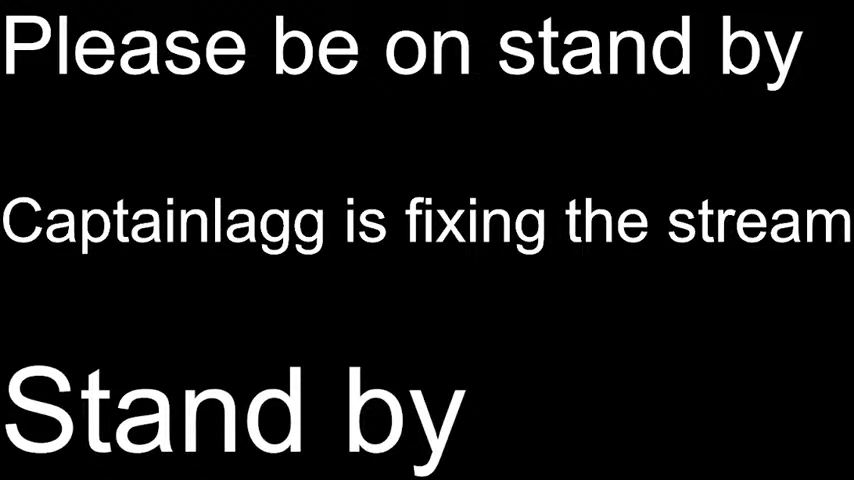 Please be on stand by
Captainlagg is fixing the stream
Stand by